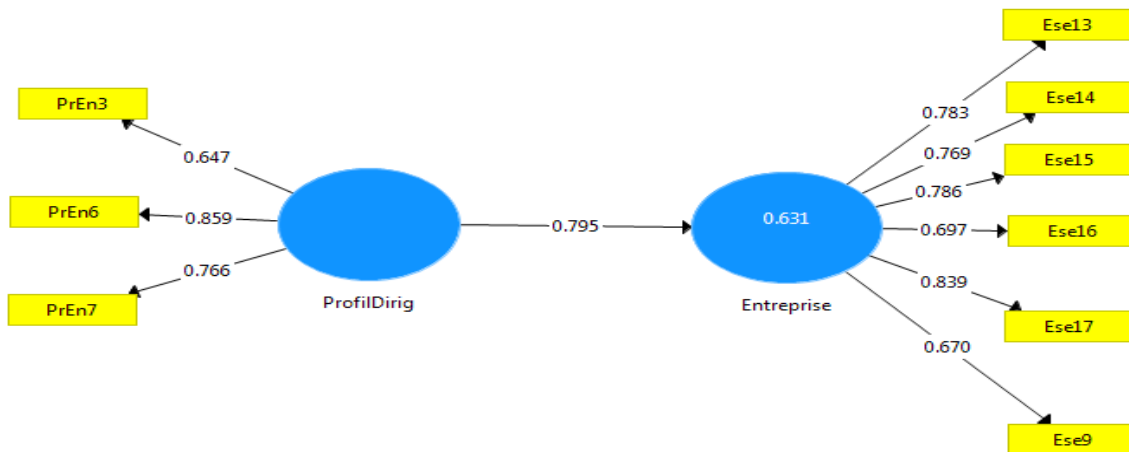 PrEn3
PrEn6
PrEn7
0.647
0.859
0.766
ProfilDirig
0.795
0.631
Entreprise
0.783
0.769
0.786
0.697
0.839
0.670
Ese13
Ese14
Ese15
Ese16
Ese17
Ese9